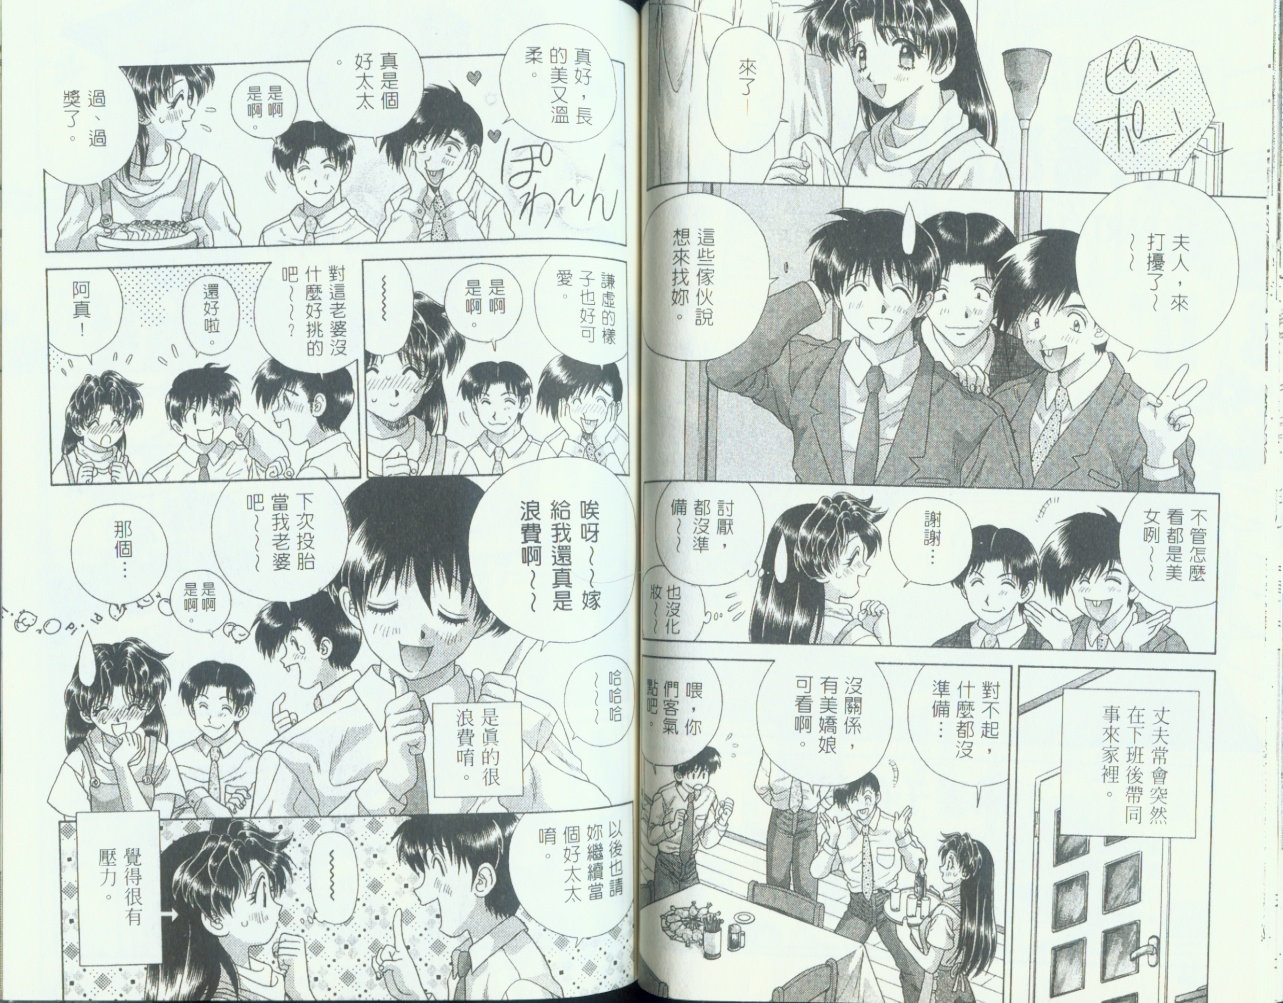 ピンポーン
來了—
夫人，來
打擾了～
～
這些傢伙說
想來找妳。
不管怎麼
看都是美
女咧～～
謝謝…
討厭，
都沒準
備～～
也沒化
妝～～
丈夫常會突然
在下班後帶同
事來家裡。
對不起，
什麼都沒
準備…
沒關係，
有美嬌娘
可看啊。
喂，你
們客氣
點吧。
真好，長
的美又溫
柔。
ぽわ～ん
真是個
好太太
。
是啊
是啊。
過、過
獎了。
謙虛的樣
子也好可
愛。
是啊
是啊。
～～～
對這老婆沒
什麼好挑的
吧～～？
還好啦。
阿真！
唉呀～～嫁
給我還真是
浪費啊～～
哈哈哈
～～～
是真的很
浪費唷。
下次投胎
當我老婆
吧～～～
是啊
是啊。
那個…
以後也請
妳繼續當
個好太太
唷。
～～～
覺得很有
壓力。